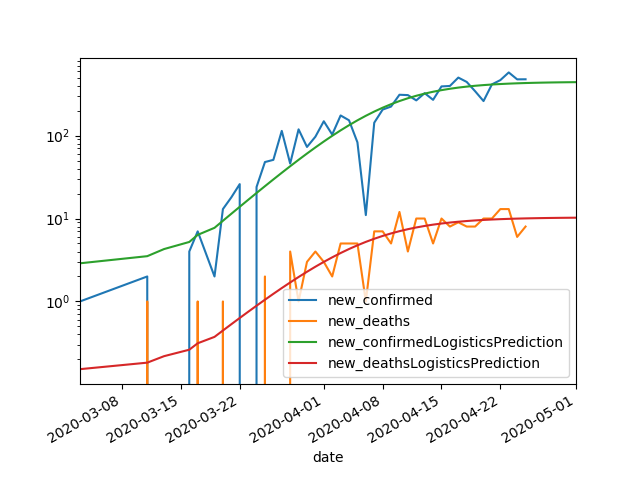 10²
10¹
10⁰
new_confirmed
new_deaths
new_confirmedLogisticsPrediction
new_deathsLogisticsPrediction
2020-03-08
2020-03-15
2020-03-22
2020-04-01
2020-04-08
2020-04-15
2020-04-22
2020-05-01
date